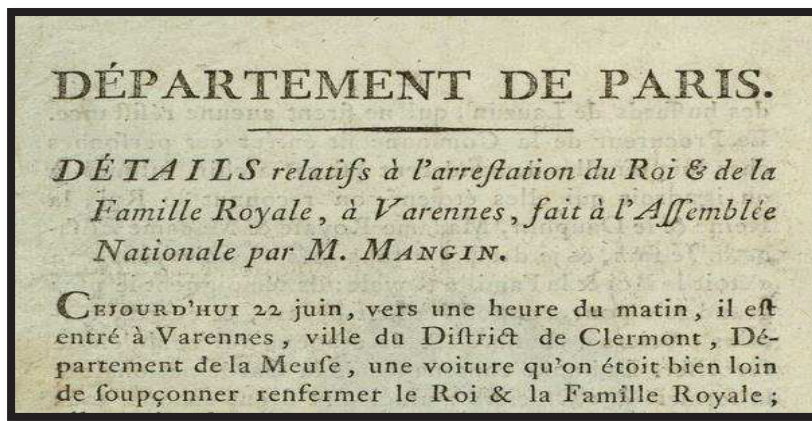 DÉPARTEMENT DE PARIS.
DÉTAILS relatifs à l'arreſtation du Roi & de la
Famille Royale, à Varennes, fait à l'Aſſemblée
Nationale par M. MANGIN.
CEJOURD'HUI 22 juin, vers une heure du matin, il eſt
entré à Varennes, ville du Diſtrict de Clermont, Dé-
partement de la Meuſe, une voiture qu'on étoit bien loin
de ſoupçonner renfermer le Roi & la Famille Royale ;